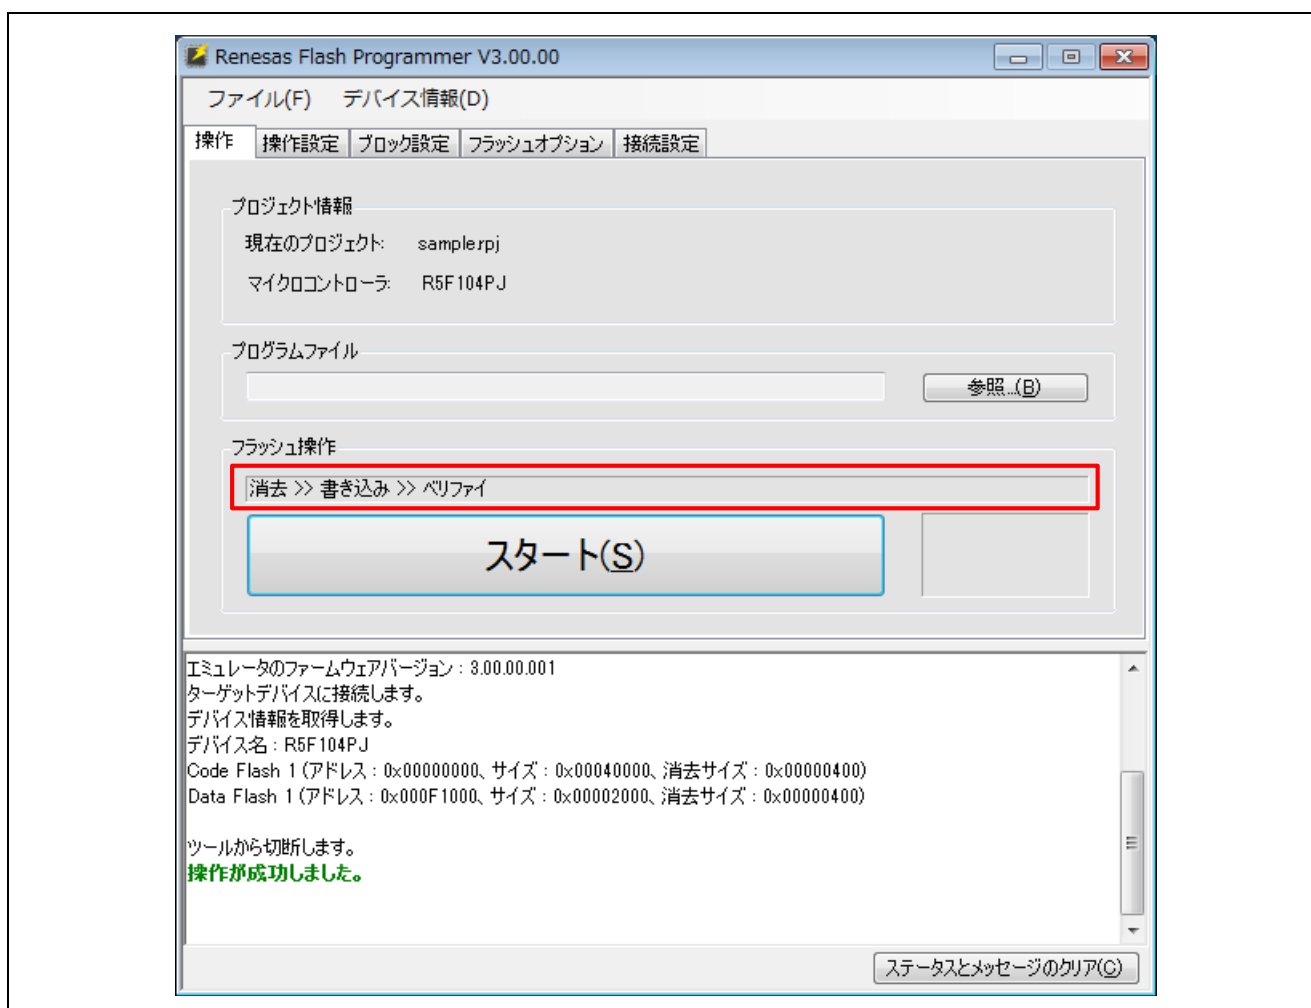 Renesas Flash Programmer V3.00.00
ファイル(F) デバイス情報(D)
操作 操作設定 ブロック設定 フラッシュオプション 接続設定
プロジェクト情報
現在のプロジェクト: sample.rpj
マイクロコントローラ: R5F104PJ
プログラムファイル
参照...(B)
フラッシュ操作
消去 >> 書き込み >> ベリファイ
スタート(S)
エミュレータのファームウェアバージョン : 3.00.00.001
ターゲットデバイスに接続します。
デバイス情報を取得します。
デバイス名 : R5F104PJ
Code Flash 1 (アドレス : 0x00000000、サイズ : 0x00040000、消去サイズ : 0x00000400)
Data Flash 1 (アドレス : 0x000F1000、サイズ : 0x00002000、消去サイズ : 0x00000400)
ツールから切断します。
操作が成功しました。
ステータスとメッセージのクリア(C)